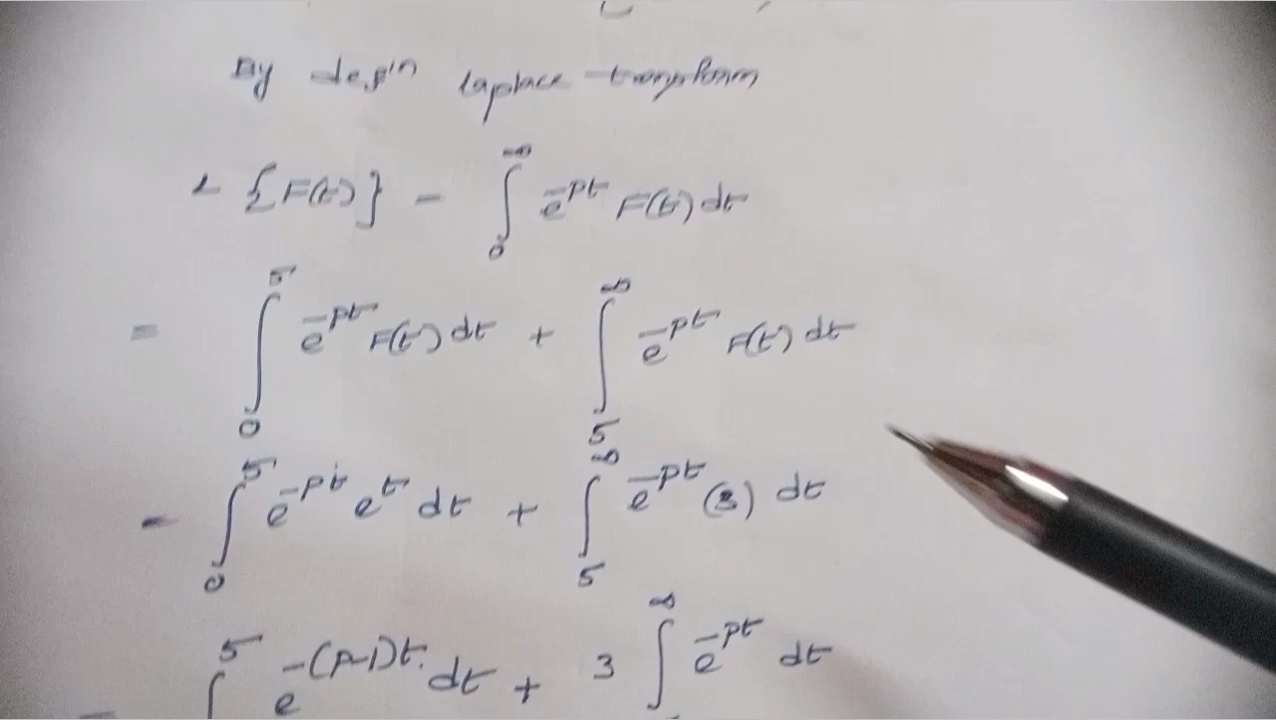 By defin laplace transform
L {F(t)} = ∫₀^∞ e^-pt F(t) dt
= ∫₀^5 e^-pt F(t) dt + ∫₅^∞ e^-pt F(t) dt
= ∫₀^5 e^-pt e^t dt + ∫₅^∞ e^-pt (3) dt
= ∫^5 e^-(p-1)t dt + 3 ∫^∞ e^-pt dt